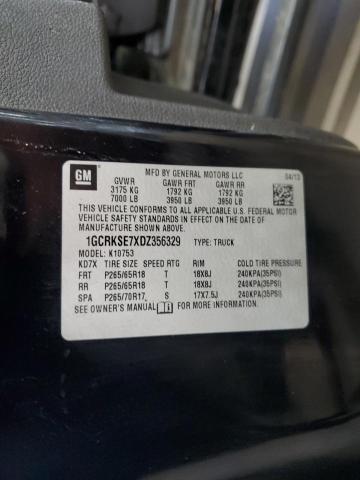 GM
MFD BY GENERAL MOTORS LLC 04/13
GVWR GAWR FRT GAWR RR
3175 KG 1792 KG 1792 KG
7000 LB 3950 LB 3950 LB
THIS VEHICLE CONFORMS TO ALL APPLICABLE U.S. FEDERAL MOTOR
VEHICLE SAFETY AND THEFT PREVENTION STANDARDS IN EFFECT ON THE DATE OF
MANUFACTURE SHOWN ABOVE.
1GCRKSE7XDZ356329 TYPE: TRUCK
MODEL: K10753
KD7X TIRE SIZE SPEED RTG RIM COLD TIRE PRESSURE
FRT P265/65R18 T 18X8J 240KPA(35PSI)
RR P265/65R18 T 18X8J 240KPA(35PSI)
SPA P265/70R17 S 17X7.5J 240KPA(35PSI)
SEE OWNER'S MANUAL FOR MORE INFORMATION.